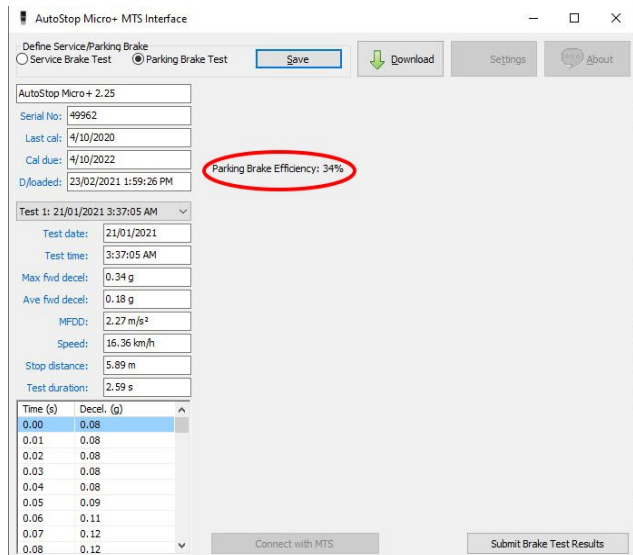 AutoStop Micro+ MTS Interface
Define Service/Parking Brake
Service Brake Test Parking Brake Test Save Download Settings About
AutoStop Micro+ 2.25
Serial No: 49962
Last cal: 4/10/2020
Cal due: 4/10/2022
D/loaded: 23/02/2021 1:59:26 PM
Parking Brake Efficiency: 34%
Test 1: 21/01/2021 3:37:05 AM
Test date: 21/01/2021
Test time: 3:37:05 AM
Max fwd decel: 0.34 g
Ave fwd decel: 0.18 g
MFDD: 2.27 m/s²
Speed: 16.36 km/h
Stop distance: 5.89 m
Test duration: 2.59 s
Time (s) Decel. (g)
0.00 0.08
0.01 0.08
0.02 0.08
0.03 0.08
0.04 0.08
0.05 0.09
0.06 0.11
0.07 0.12
0.08 0.12
Connect with MTS Submit Brake Test Results